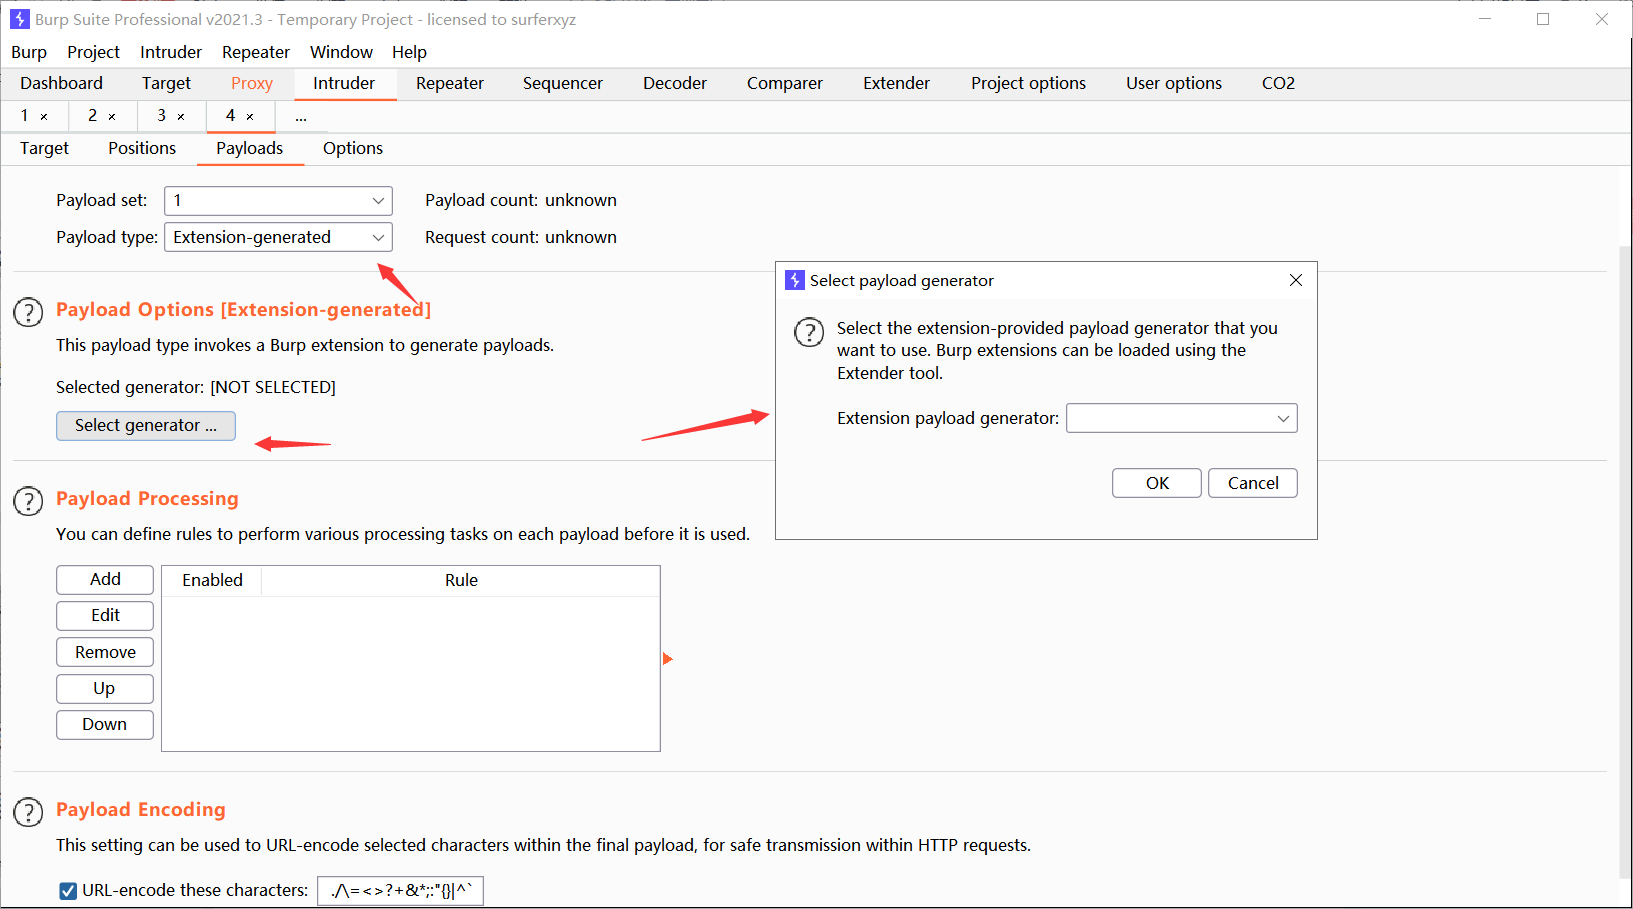 Burp Suite Professional v2021.3 - Temporary Project - licensed to surferxyz
Burp Project Intruder Repeater Window Help
Dashboard Target Proxy Intruder Repeater Sequencer Decoder Comparer Extender Project options User options CO2
1 × 2 × 3 × 4 × ...
Target Positions Payloads Options
Payload set: 1 Payload count: unknown
Payload type: Extension-generated Request count: unknown
Payload Options [Extension-generated]
This payload type invokes a Burp extension to generate payloads.
Selected generator: [NOT SELECTED]
Select generator ...
Select payload generator
Select the extension-provided payload generator that you
want to use. Burp extensions can be loaded using the
Extender tool.
Extension payload generator:
OK Cancel
Payload Processing
You can define rules to perform various processing tasks on each payload before it is used.
Add
Edit
Remove
Up
Down
Enabled Rule
Payload Encoding
This setting can be used to URL-encode selected characters within the final payload, for safe transmission within HTTP requests.
URL-encode these characters: ./\=<>?+&*;:"{}|^`